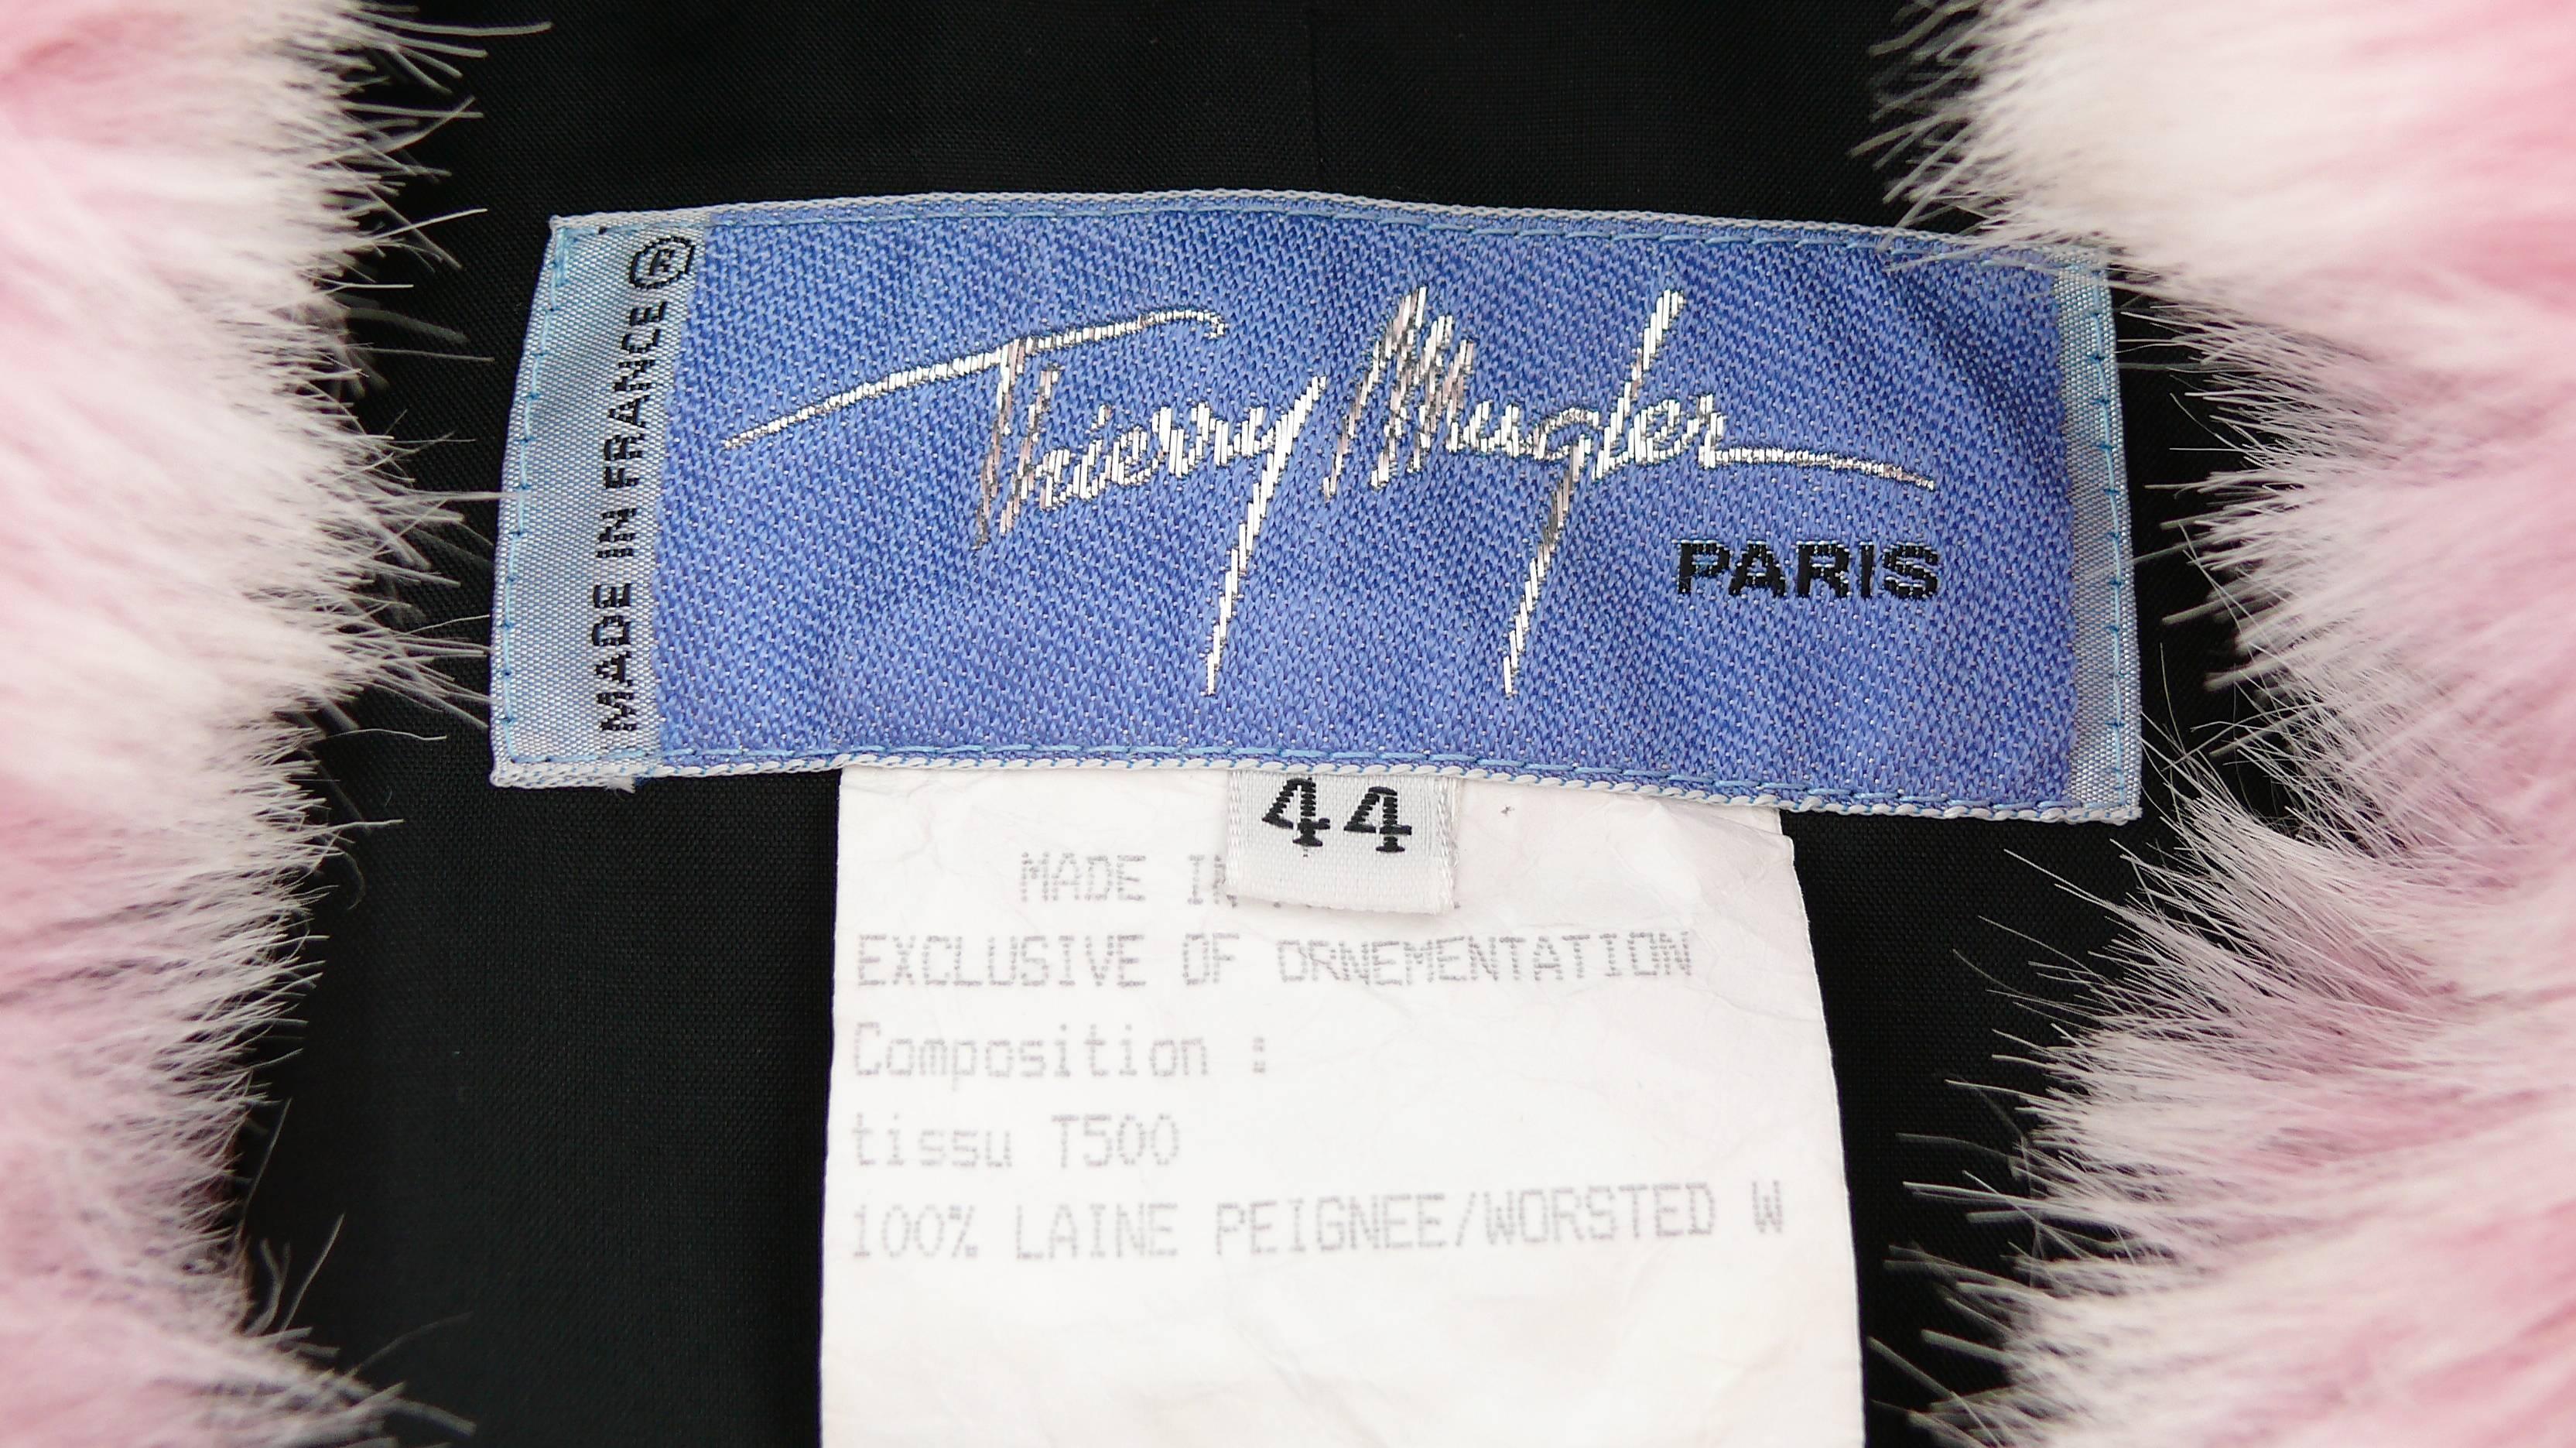 MADE IN FRANCE ®
Thierry Mugler
PARIS
44
MADE IN
EXCLUSIVE OF ORNEMENTATION
Composition :
tissu T500
100% LAINE PEIGNEE/WORSTED W